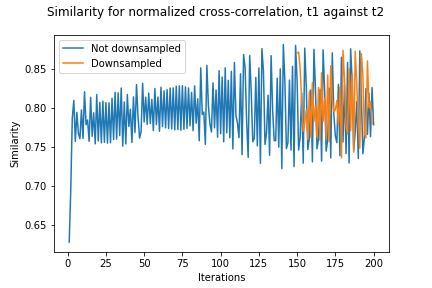 Similarity for normalized cross-correlation, t1 against t2
Not downsampled
Downsampled
0.85
0.80
0.75
0.70
0.65
Similarity
0 25 50 75 100 125 150 175 200
Iterations